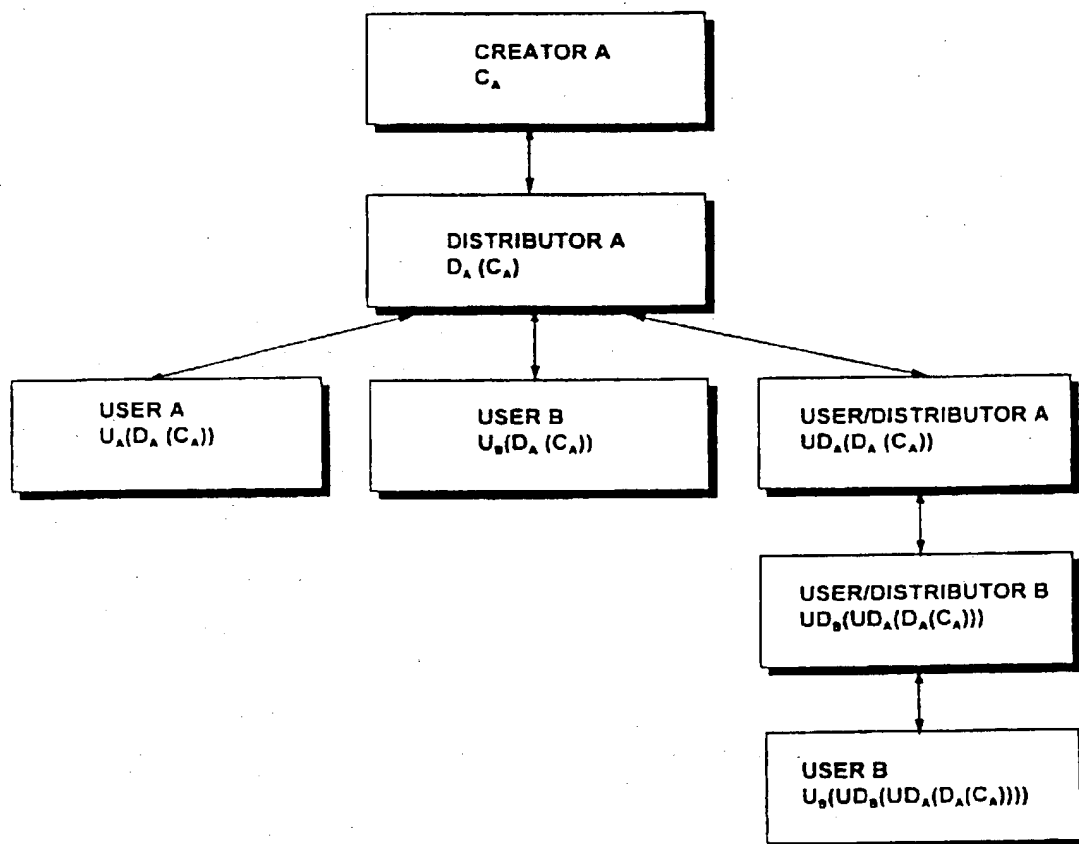 CREATOR A
C_A
DISTRIBUTOR A
D_A (C_A)
USER A
U_A(D_A (C_A))
USER B
U_B(D_A (C_A))
USER/DISTRIBUTOR A
UD_A(D_A (C_A))
USER/DISTRIBUTOR B
UD_B(UD_A(D_A(C_A)))
USER B
U_B(UD_B(UD_A(D_A(C_A))))